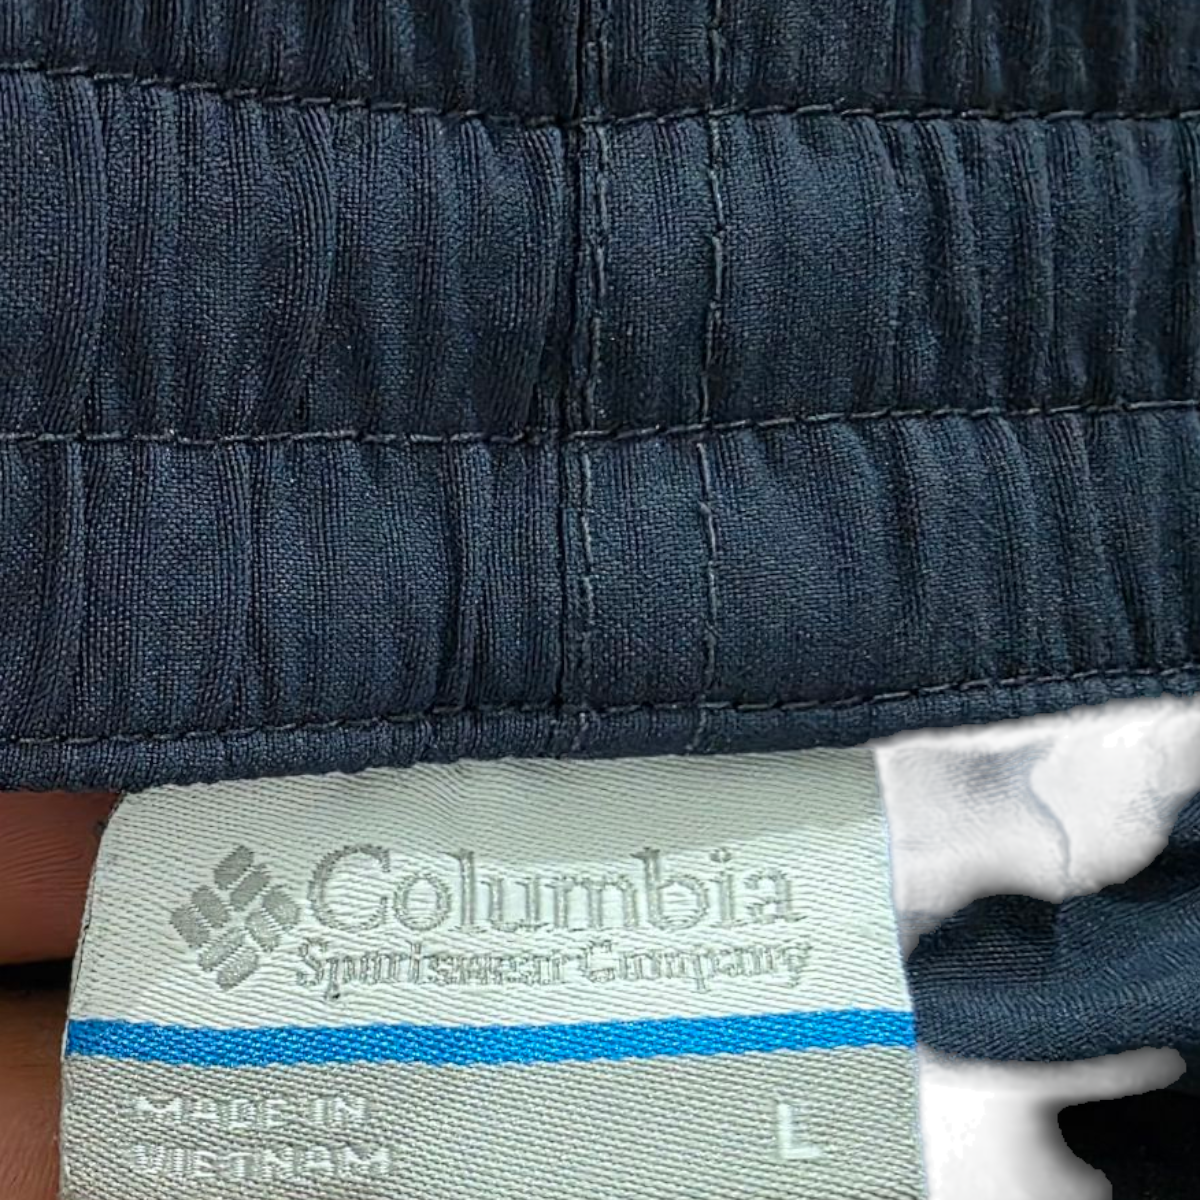 Columbia
Sportswear Company
MADE IN
VIETNAM
L